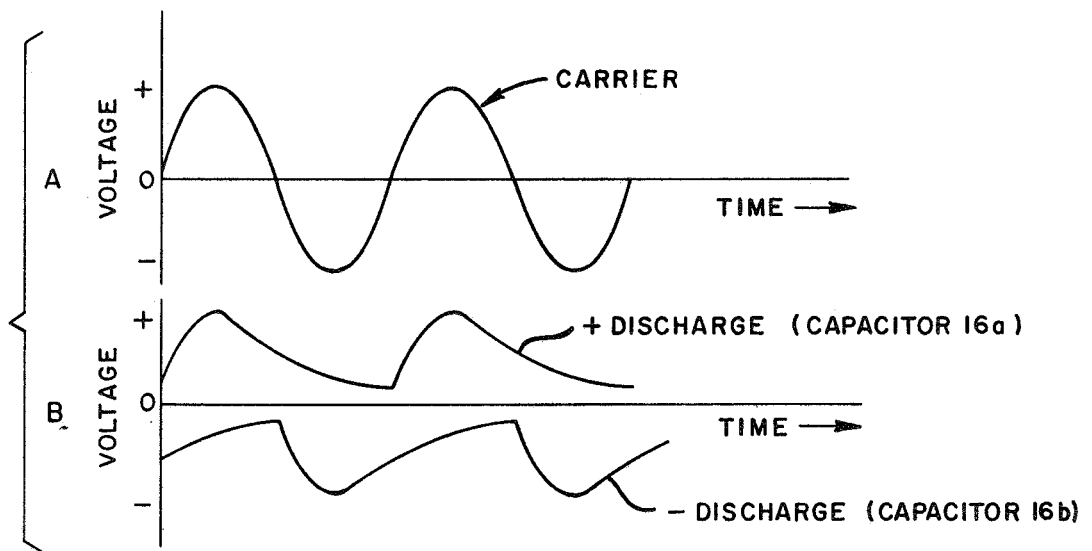 A
VOLTAGE
+
0
−
CARRIER
TIME
B
VOLTAGE
+
0
−
+ DISCHARGE (CAPACITOR 16a)
TIME
− DISCHARGE (CAPACITOR 16b)